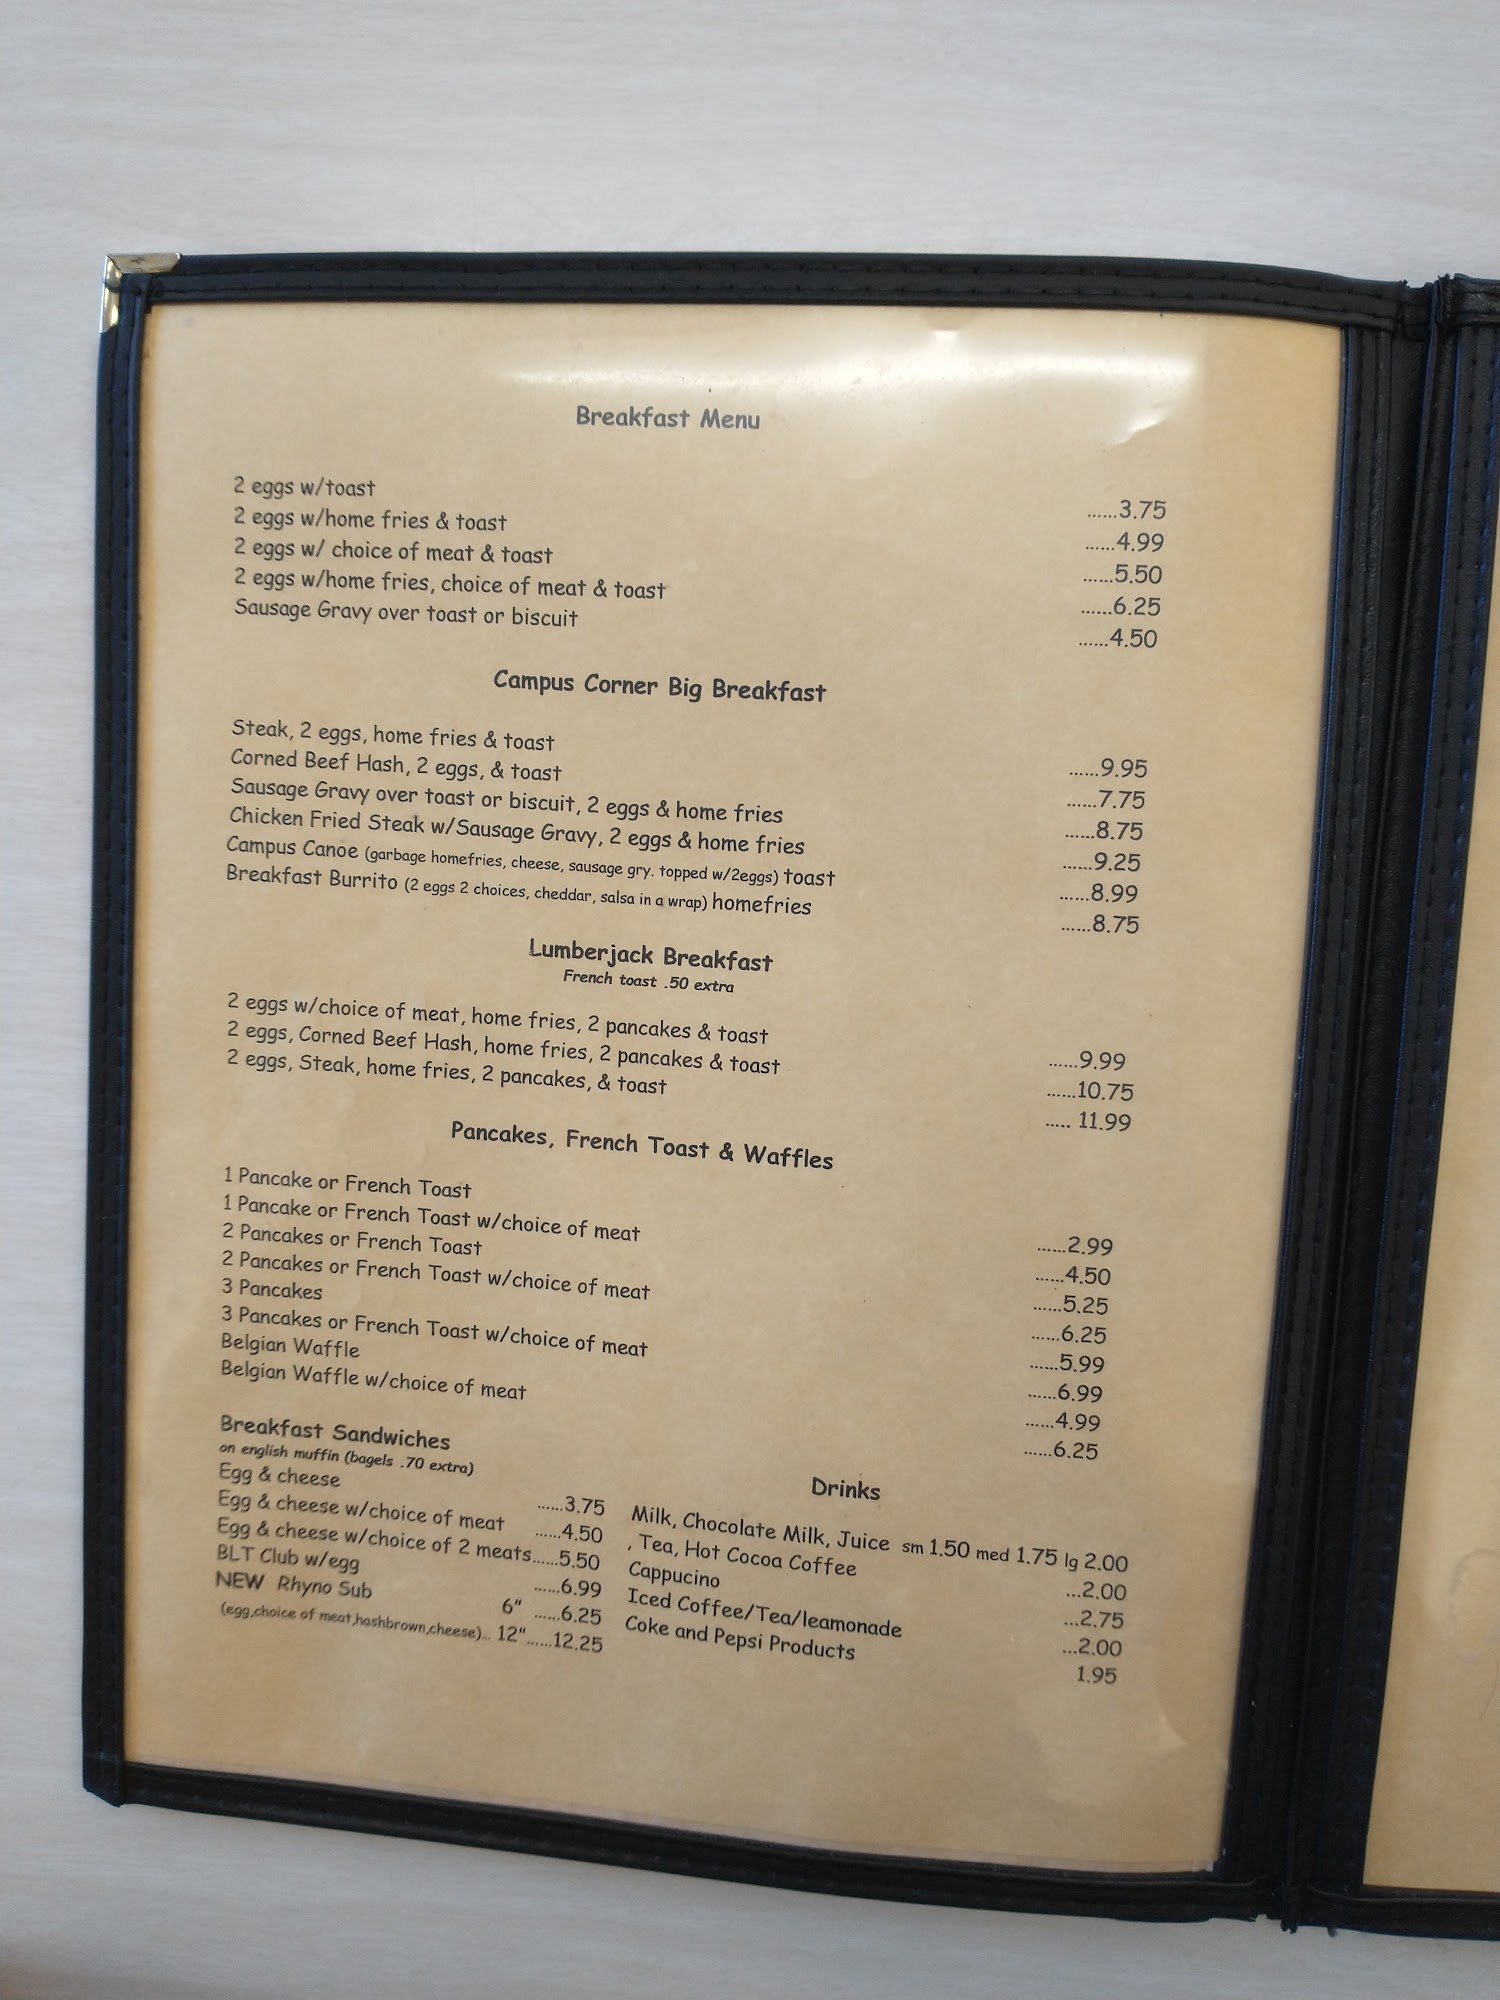 Breakfast Menu
2 eggs w/toast ......3.75
2 eggs w/home fries & toast ......4.99
2 eggs w/ choice of meat & toast ......5.50
2 eggs w/home fries, choice of meat & toast ......6.25
Sausage Gravy over toast or biscuit ......4.50
Campus Corner Big Breakfast
Steak, 2 eggs, home fries & toast ......9.95
Corned Beef Hash, 2 eggs, & toast ......7.75
Sausage Gravy over toast or biscuit, 2 eggs & home fries ......8.75
Chicken Fried Steak w/Sausage Gravy, 2 eggs & home fries ......9.25
Campus Canoe (garbage homefries, cheese, sausage gry. topped w/2eggs) toast ......8.99
Breakfast Burrito (2 eggs 2 choices, cheddar, salsa in a wrap) homefries ......8.75
Lumberjack Breakfast
French toast .50 extra
2 eggs w/choice of meat, home fries, 2 pancakes & toast ......9.99
2 eggs, Corned Beef Hash, home fries, 2 pancakes & toast ......10.75
2 eggs, Steak, home fries, 2 pancakes, & toast ..... 11.99
Pancakes, French Toast & Waffles
1 Pancake or French Toast ......2.99
1 Pancake or French Toast w/choice of meat ......4.50
2 Pancakes or French Toast ......5.25
2 Pancakes or French Toast w/choice of meat ......6.25
3 Pancakes ......5.99
3 Pancakes or French Toast w/choice of meat ......6.99
Belgian Waffle ......4.99
Belgian Waffle w/choice of meat ......6.25
Breakfast Sandwiches
on english muffin (bagels .70 extra)
Egg & cheese ......3.75
Egg & cheese w/choice of meat ......4.50
Egg & cheese w/choice of 2 meats......5.50
BLT Club w/egg ......6.99
NEW Rhyno Sub 6" ......6.25
(egg,choice of meat,hashbrown,cheese)... 12"......12.25
Drinks
Milk, Chocolate Milk, Juice sm 1.50 med 1.75 lg 2.00
, Tea, Hot Cocoa Coffee ...2.00
Cappucino ...2.75
Iced Coffee/Tea/leamonade ...2.00
Coke and Pepsi Products 1.95